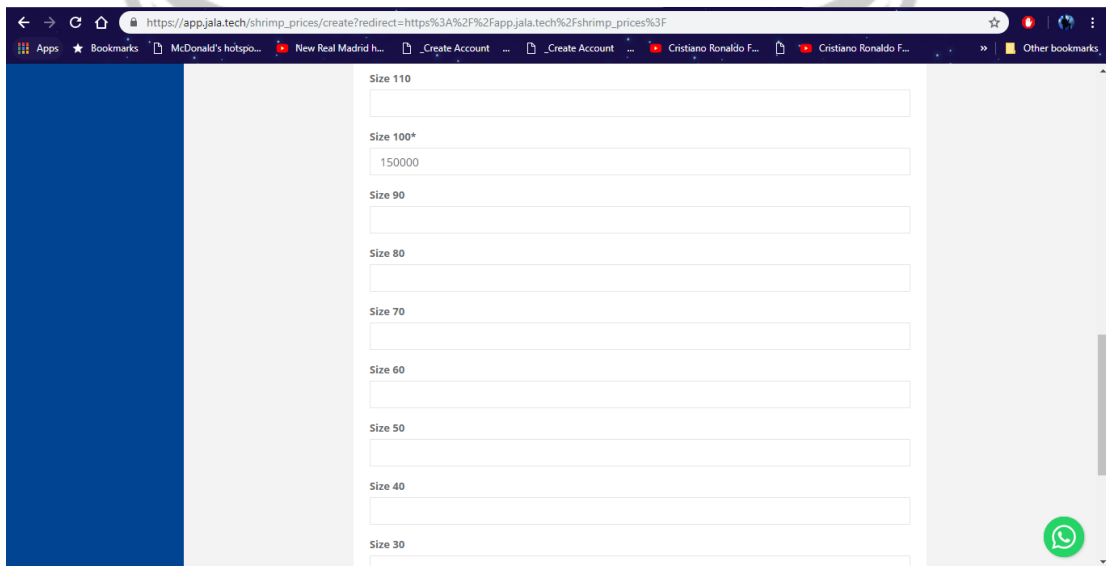 https://app.jala.tech/shrimp_prices/create?redirect=https%3A%2F%2Fapp.jala.tech%2Fshrimp_prices%3F
Apps Bookmarks McDonald's hotspo... New Real Madrid h... _Create Account ... _Create Account ... Cristiano Ronaldo F... Cristiano Ronaldo F... » Other bookmarks
Size 110
Size 100*
150000
Size 90
Size 80
Size 70
Size 60
Size 50
Size 40
Size 30